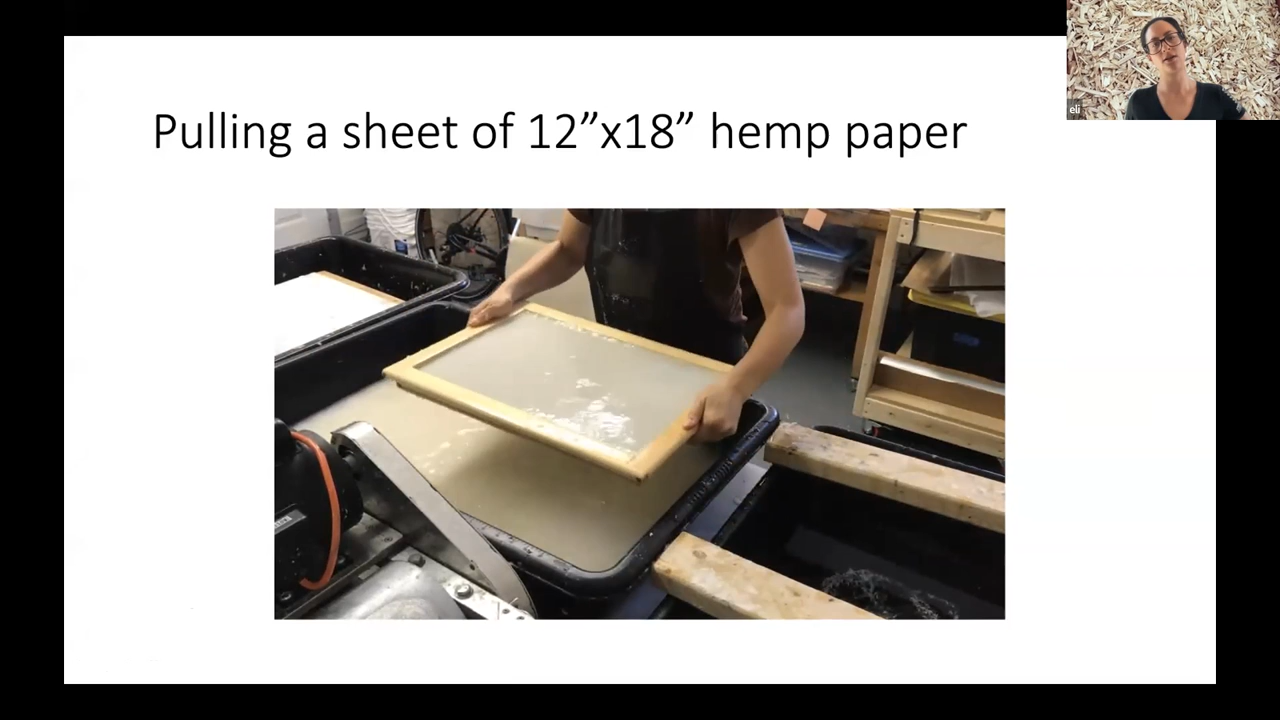 Pulling a sheet of 12”x18” hemp paper
eli